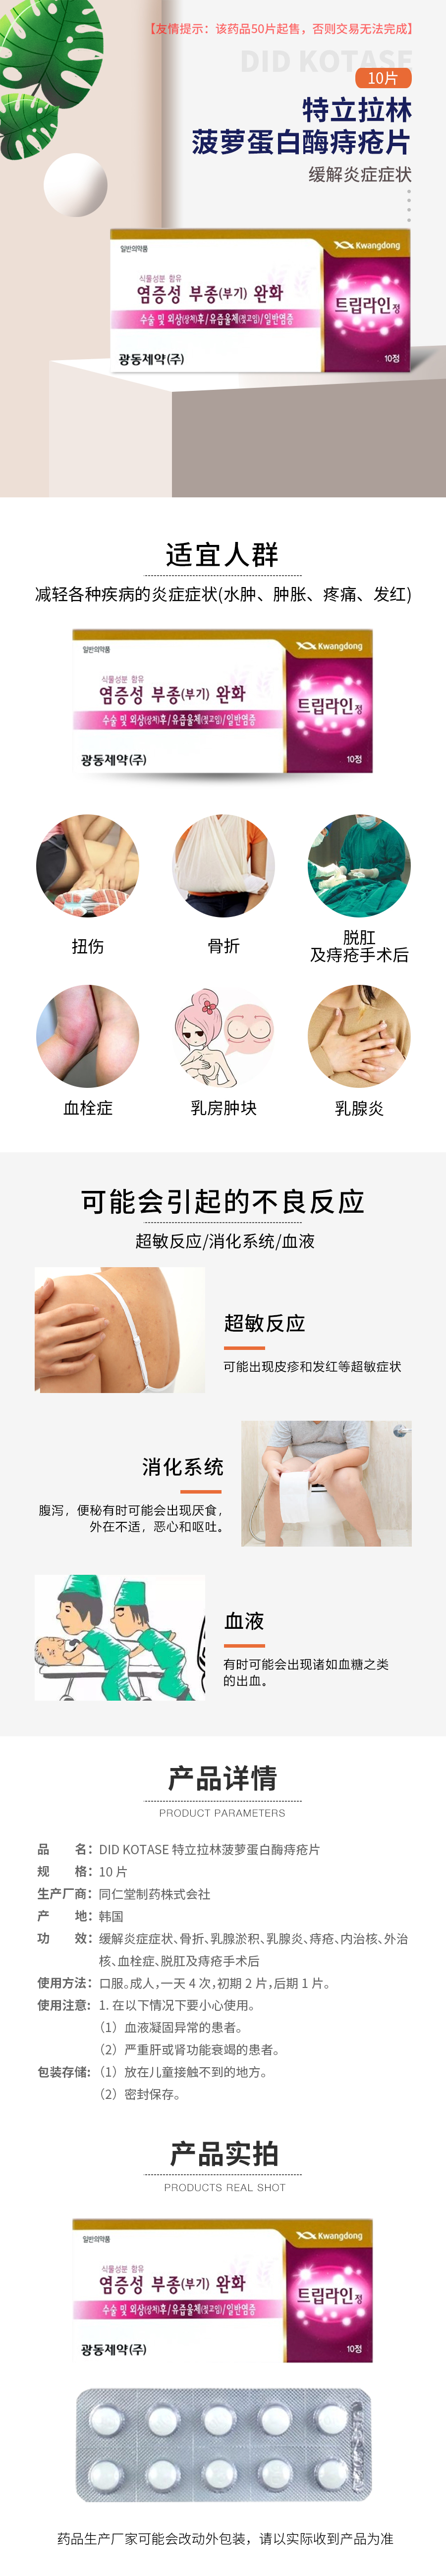 【友情提示：该药品50片起售，否则交易无法完成】
DID KOTASE
10片
特立拉林
菠萝蛋白酶痔疮片
缓解炎症症状
일반의약품
Kwangdong
식물성분 함유
염증성 부종(부기) 완화
트립라인정
수술 및 외상(상처)후/유즙울체(젖고임)/일반염증
광동제약(주)
10정
适宜人群
减轻各种疾病的炎症症状(水肿、肿胀、疼痛、发红)
일반의약품
Kwangdong
식물성분 함유
염증성 부종(부기) 완화
트립라인정
수술 및 외상(상처)후/유즙울체(젖고임)/일반염증
광동제약(주)
10정
扭伤
骨折
脱肛
及痔疮手术后
血栓症
乳房肿块
乳腺炎
可能会引起的不良反应
超敏反应/消化系统/血液
超敏反应
可能出现皮疹和发红等超敏症状
消化系统
腹泻，便秘有时可能会出现厌食，
外在不适，恶心和呕吐。
血液
有时可能会出现诸如血糖之类
的出血。
产品详情
PRODUCT PARAMETERS
品 名：DID KOTASE 特立拉林菠萝蛋白酶痔疮片
规 格：10 片
生产厂商：同仁堂制药株式会社
产 地：韩国
功 效：缓解炎症症状、骨折、乳腺淤积、乳腺炎、痔疮、内治核、外治
核、血栓症、脱肛及痔疮手术后
使用方法：口服。成人，一天 4 次，初期 2 片，后期 1 片。
使用注意：1. 在以下情况下要小心使用。
（1）血液凝固异常的患者。
（2）严重肝或肾功能衰竭的患者。
包装存储：（1）放在儿童接触不到的地方。
（2）密封保存。
产品实拍
PRODUCTS REAL SHOT
일반의약품
Kwangdong
식물성분 함유
염증성 부종(부기) 완화
트립라인정
수술 및 외상(상처)후/유즙울체(젖고임)/일반염증
광동제약(주)
10정
药品生产厂家可能会改动外包装，请以实际收到产品为准